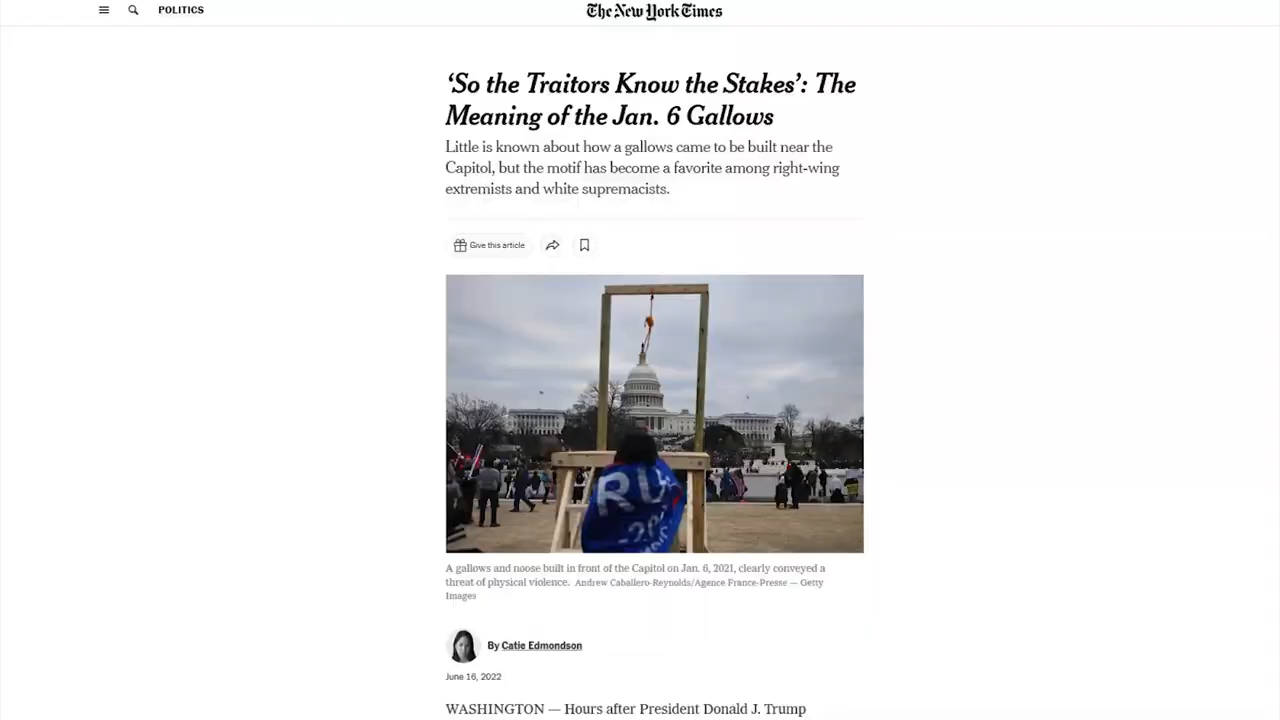 POLITICS
The New York Times
‘So the Traitors Know the Stakes’: The
Meaning of the Jan. 6 Gallows
Little is known about how a gallows came to be built near the
Capitol, but the motif has become a favorite among right-wing
extremists and white supremacists.
Give this article
RU
A gallows and noose built in front of the Capitol on Jan. 6, 2021, clearly conveyed a
threat of physical violence. Andrew Caballero-Reynolds/Agence France-Presse — Getty
Images
By Catie Edmondson
June 16, 2022
WASHINGTON — Hours after President Donald J. Trump